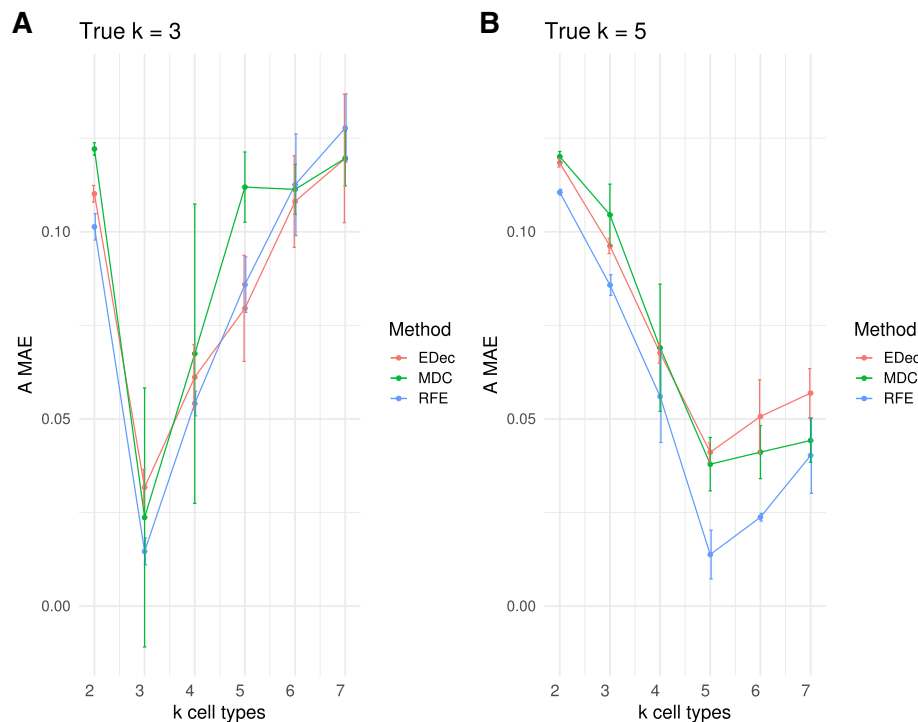 A
True k = 3
A MAE
0.10
0.05
0.00
2 3 4 5 6 7
k cell types
Method
EDec
MDC
RFE
B
True k = 5
A MAE
0.10
0.05
0.00
2 3 4 5 6 7
k cell types
Method
EDec
MDC
RFE